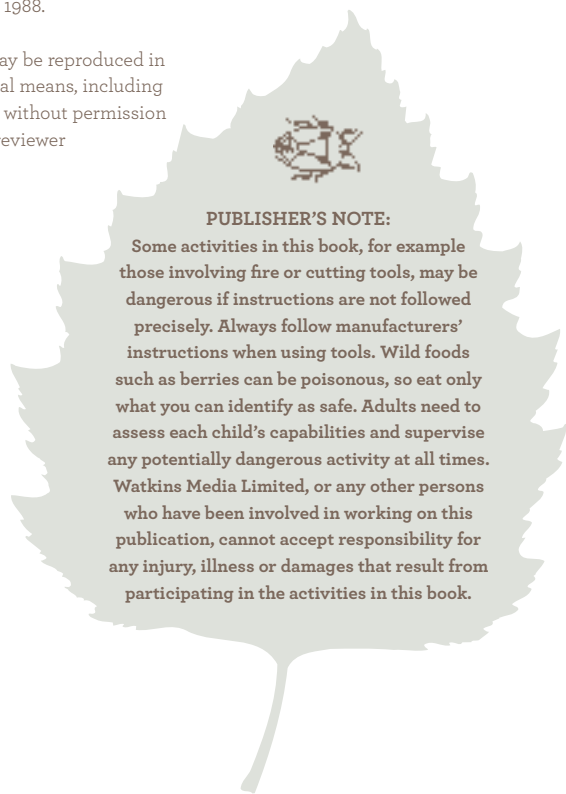 1988.
ay be reproduced in
al means, including
without permission
eviewer
PUBLISHER’S NOTE:
Some activities in this book, for example
those involving fire or cutting tools, may be
dangerous if instructions are not followed
precisely. Always follow manufacturers’
instructions when using tools. Wild foods
such as berries can be poisonous, so eat only
what you can identify as safe. Adults need to
assess each child’s capabilities and supervise
any potentially dangerous activity at all times.
Watkins Media Limited, or any other persons
who have been involved in working on this
publication, cannot accept responsibility for
any injury, illness or damages that result from
participating in the activities in this book.